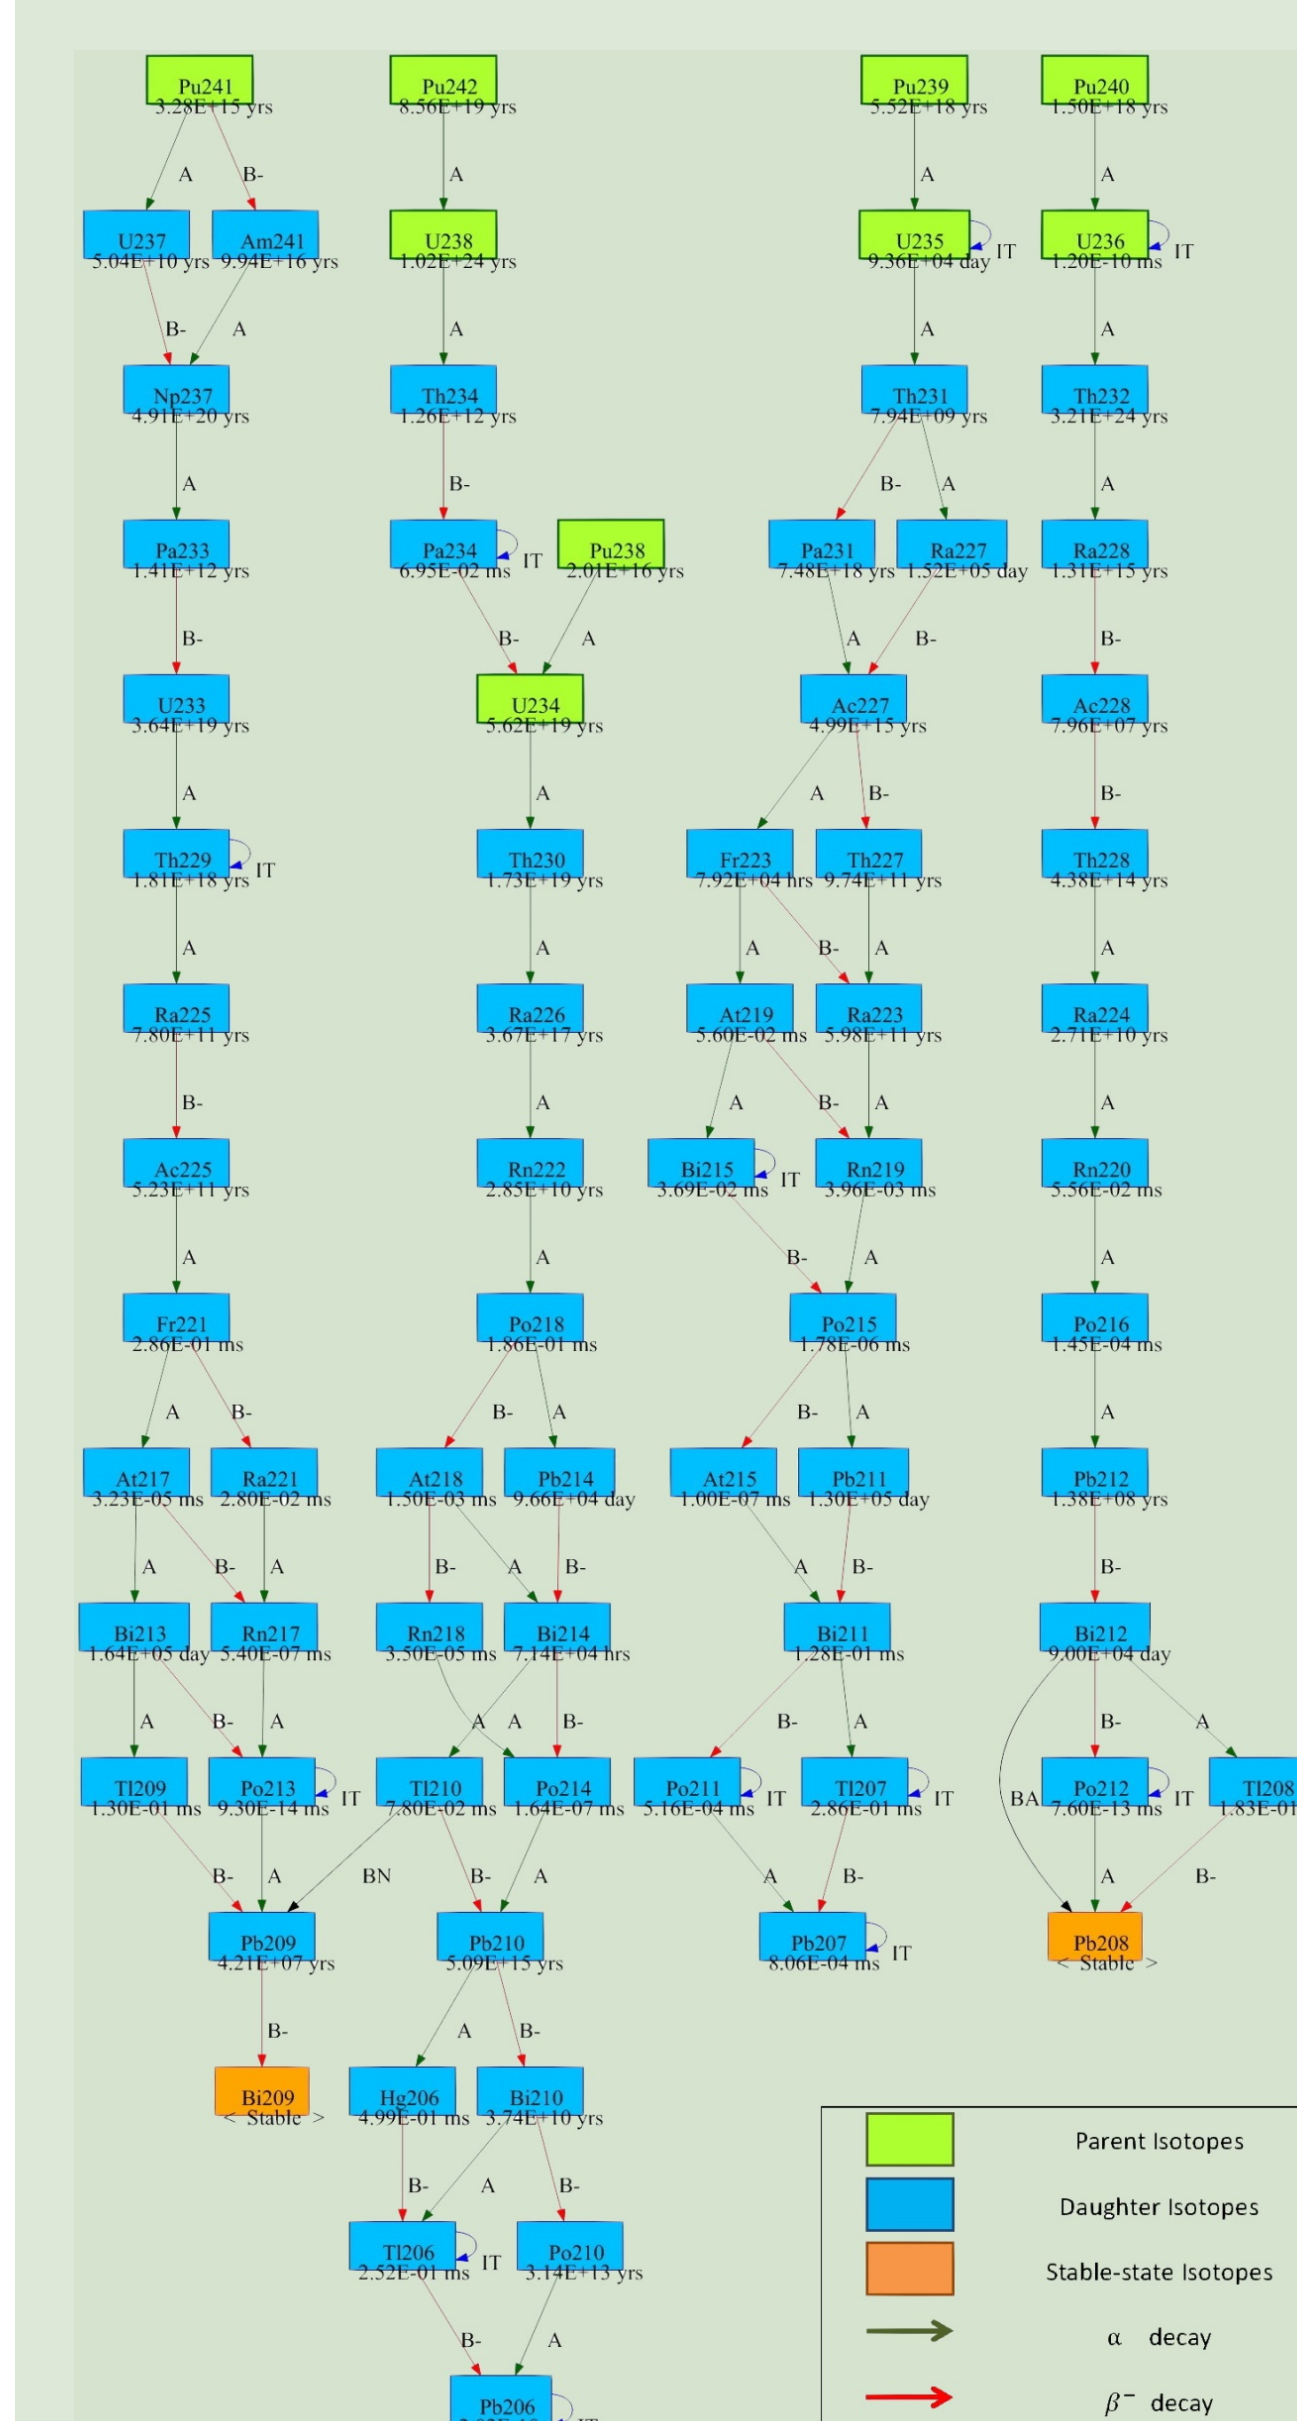 Pu241 Pu242 Pu239 Pu240
3.28E+15 yrs 8.56E+19 yrs 5.52E+18 yrs 1.50E+18 yrs
A B- A A A
U237 Am241 U238 U235 U236
5.04E+10 yrs 9.94E+16 yrs 1.02E+24 yrs 9.36E+04 day IT 1.20E-10 ms IT
B- A A A A
Np237 Th234 Th231 Th232
4.91E+20 yrs 1.26E+12 yrs 7.94E+09 yrs 3.21E+24 yrs
A B- B- A A
Pa233 Pa234 Pu238 Pa231 Ra227 Ra228
1.41E+12 yrs 6.95E-02 ms IT 2.01E+16 yrs 7.48E+18 yrs 1.52E+05 day 1.31E+15 yrs
B- B- A A B- B-
U233 U234 Ac227 Ac228
3.64E+19 yrs 5.62E+19 yrs 4.99E+15 yrs 7.96E+07 yrs
A A A B- B-
Th229 Th230 Fr223 Th227 Th228
1.81E+18 yrs IT 1.73E+19 yrs 7.92E+04 hrs 9.74E+11 yrs 4.38E+14 yrs
A A A B- A A
Ra225 Ra226 At219 Ra223 Ra224
7.80E+11 yrs 3.67E+17 yrs 5.60E-02 ms 5.98E+11 yrs 2.71E+10 yrs
B- A A B- A A
Ac225 Rn222 Bi215 Rn219 Rn220
5.23E+11 yrs 2.85E+10 yrs 3.69E-02 ms IT 3.96E-03 ms 5.56E-02 ms
A A B- A A
Fr221 Po218 Po215 Po216
2.86E-01 ms 1.86E-01 ms 1.78E-06 ms 1.45E-04 ms
A B- B- A B- A A
At217 Ra221 At218 Pb214 At215 Pb211 Pb212
3.23E-05 ms 2.80E-02 ms 1.50E-03 ms 9.66E+04 day 1.00E-07 ms 1.30E+05 day 1.38E+08 yrs
A B- A B- A B- A B- B-
Bi213 Rn217 Rn218 Bi214 Bi211 Bi212
1.64E+05 day 5.40E-07 ms 3.50E-05 ms 7.14E+04 hrs 1.28E-01 ms 9.00E+04 day
A B- A A A B- B- A B- A
Tl209 Po213 Tl210 Po214 Po211 Tl207 Po212 Tl208
1.30E-01 ms 9.30E-14 ms IT 7.80E-02 ms 1.64E-07 ms 5.16E-04 ms IT 2.86E-01 ms IT BA 7.60E-13 ms IT 1.83E-01
B- A BN B- A A B- A B-
Pb209 Pb210 Pb207 Pb208
4.21E+07 yrs 5.09E+15 yrs 8.06E-04 ms IT < Stable >
B- A B-
Bi209 Hg206 Bi210
< Stable > 4.99E-01 ms 3.74E+10 yrs
B- A B-
Tl206 Po210
2.52E-01 ms IT 3.14E+13 yrs
B- A
Pb206
Parent Isotopes
Daughter Isotopes
Stable-state Isotopes
α decay
β⁻ decay